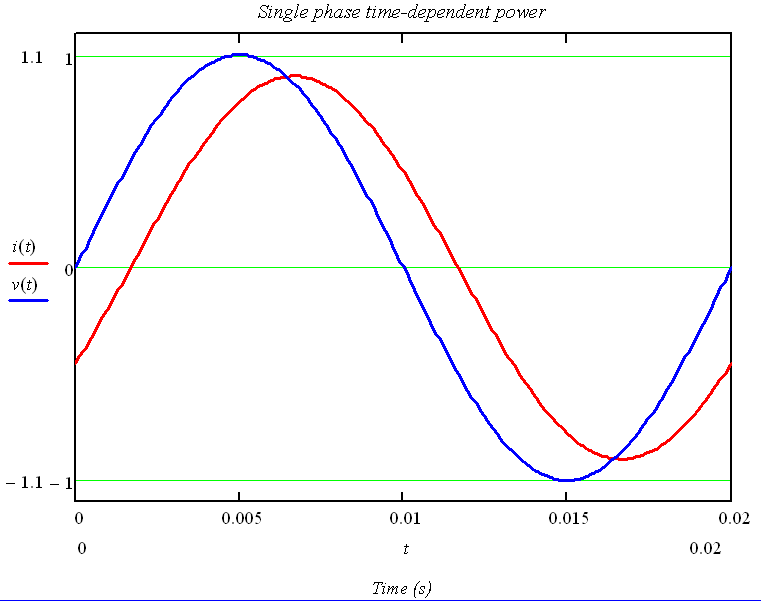 Single phase time-dependent power
1.1 1
i(t)
0
v(t)
−1.1 −1
0 0.005 0.01 0.015 0.02
0 t 0.02
Time (s)